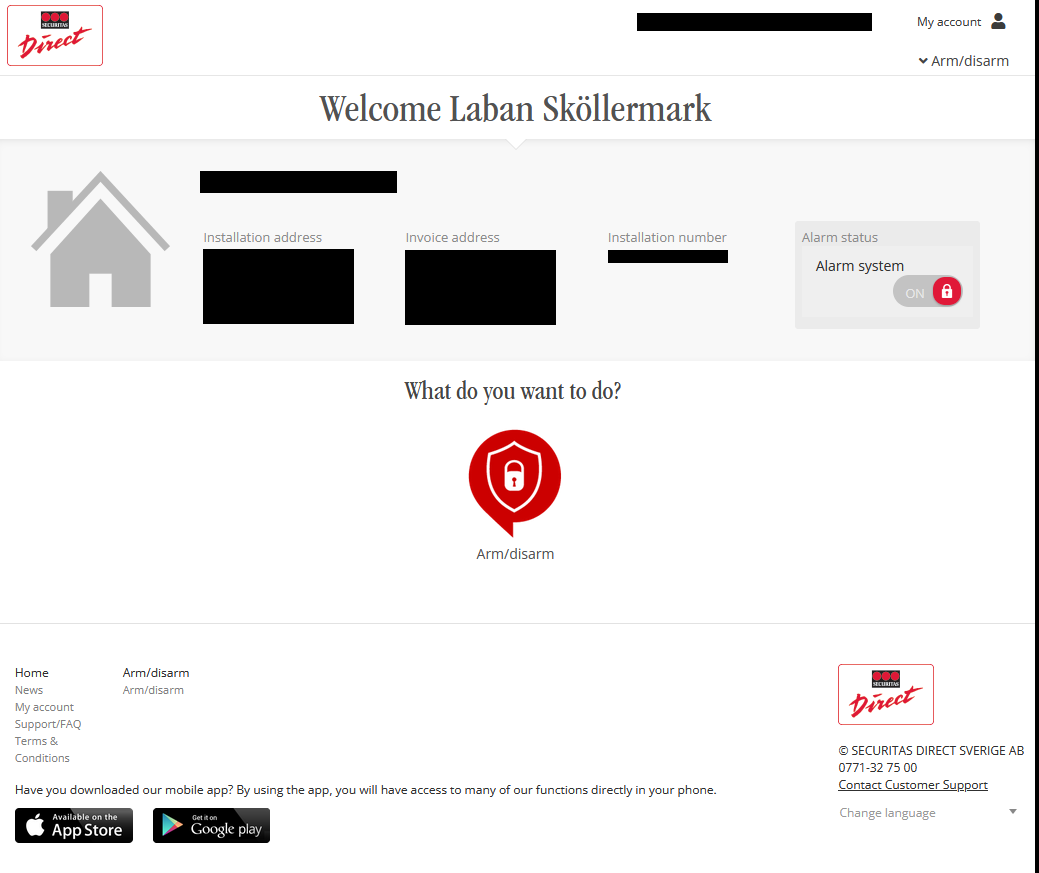 SECURITAS
Direct
My account
Arm/disarm
Welcome Laban Sköllermark
Installation address
Invoice address
Installation number
Alarm status
Alarm system
ON
What do you want to do?
Arm/disarm
Home
News
My account
Support/FAQ
Terms &
Conditions
Arm/disarm
Arm/disarm
SECURITAS
Direct
© SECURITAS DIRECT SVERIGE AB
0771-32 75 00
Contact Customer Support
Change language
Have you downloaded our mobile app? By using the app, you will have access to many of our functions directly in your phone.
Available on the
App Store
Get it on
Google play